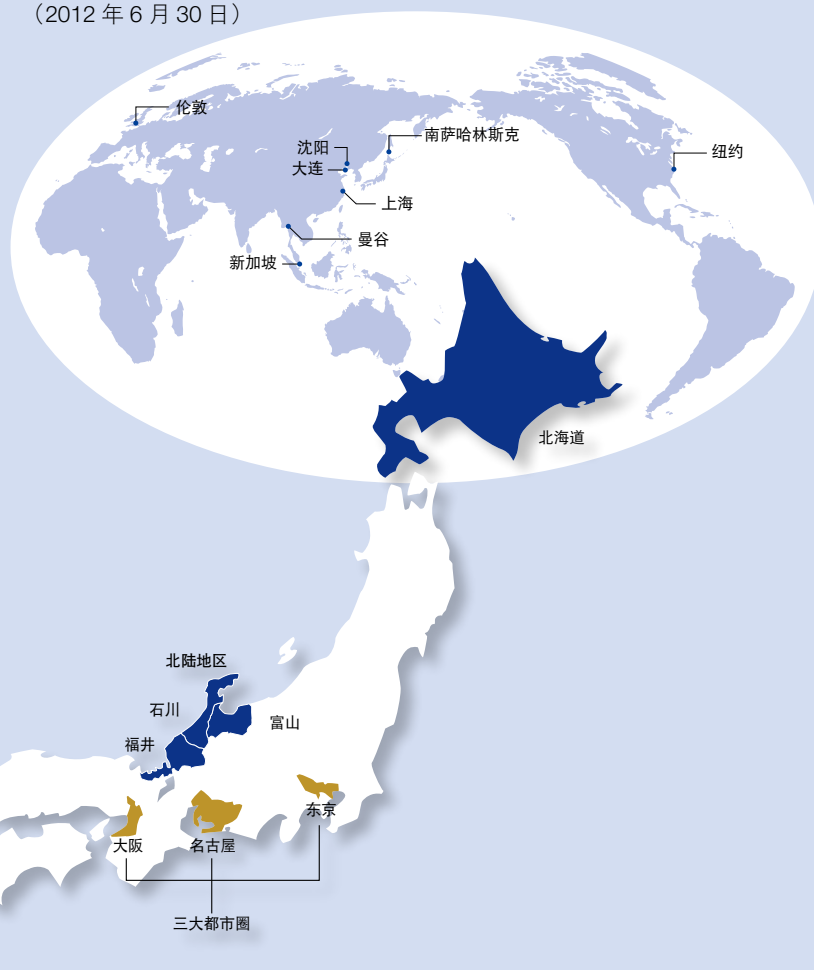 （2012 年 6 月 30 日）
伦敦
南萨哈林斯克
沈阳
纽约
大连
上海
曼谷
新加坡
北海道
北陆地区
石川
富山
福井
东京
大阪
名古屋
三大都市圈